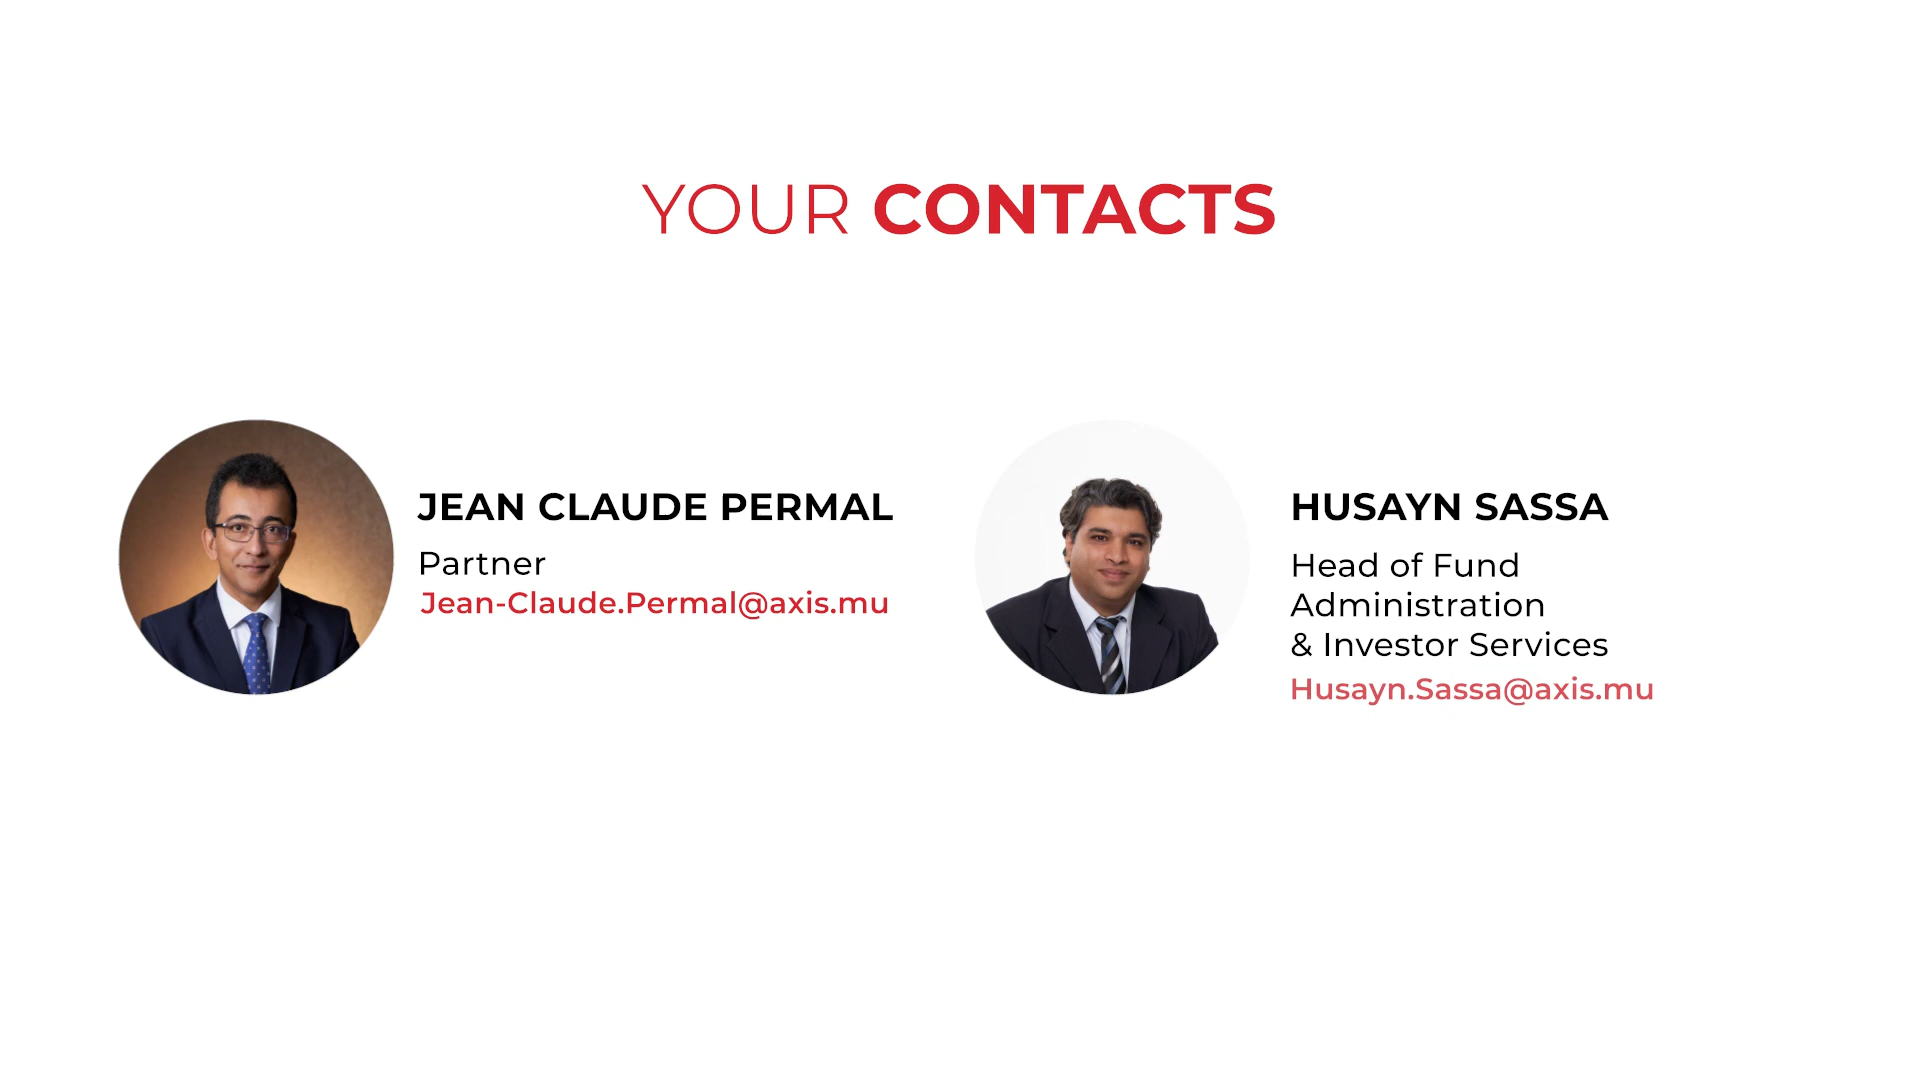 YOUR CONTACTS
JEAN CLAUDE PERMAL
Partner
Jean-Claude.Permal@axis.mu
HUSAYN SASSA
Head of Fund
Administration
& Investor Services
Husayn.Sassa@axis.mu